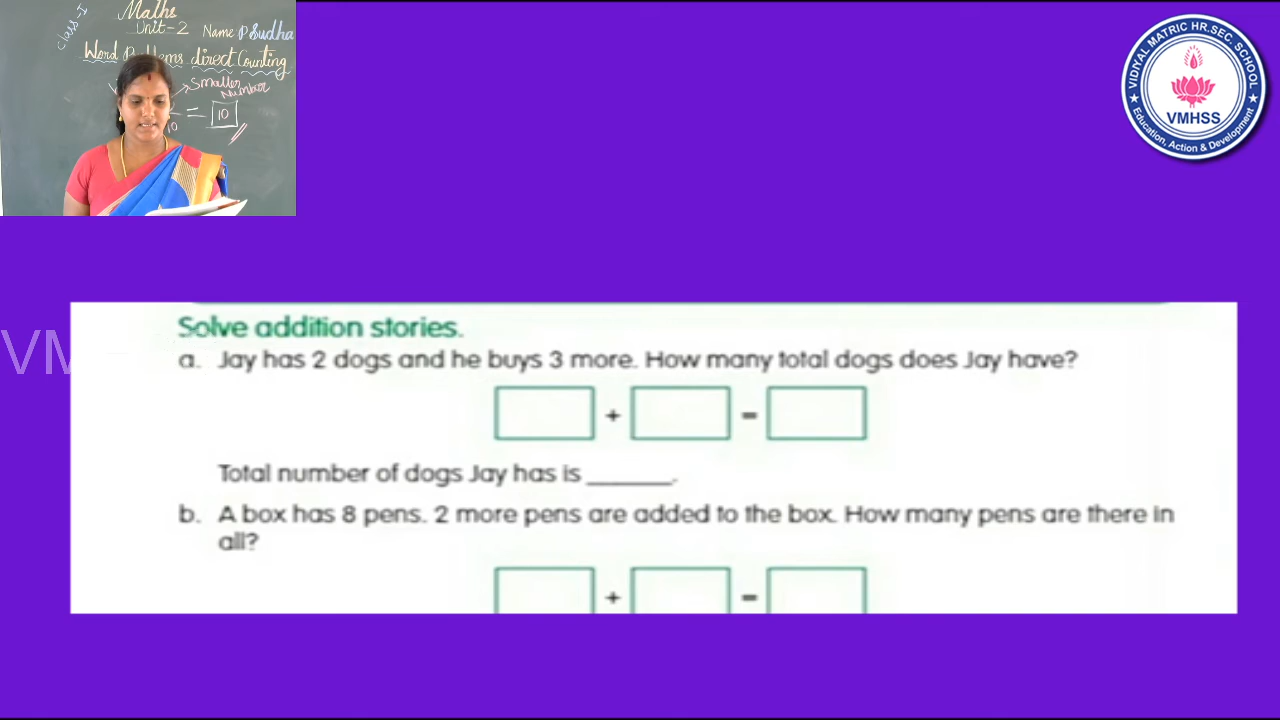 Class-I
Maths
Unit-2 Name P Sudha
Word Problems direct Counting
Smaller
Number
10 = 10
VIDIYAL MATRIC HR.SEC. SCHOOL
VMHSS
Education, Action & Development
VM
Solve addition stories.
a. Jay has 2 dogs and he buys 3 more. How many total dogs does Jay have?
+ =
Total number of dogs Jay has is ______.
b. A box has 8 pens. 2 more pens are added to the box. How many pens are there in
all?
+ =